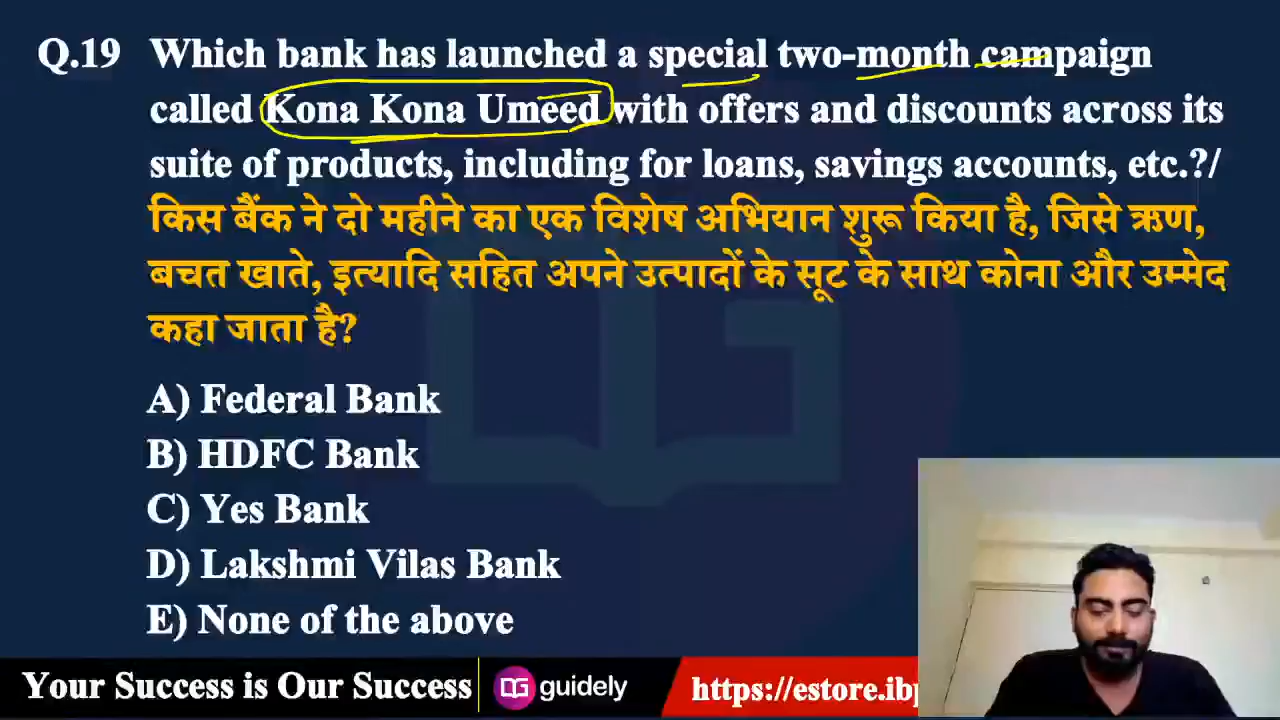 Q.19 Which bank has launched a special two-month campaign
called Kona Kona Umeed with offers and discounts across its
suite of products, including for loans, savings accounts, etc.?/
किस बैंक ने दो महीने का एक विशेष अभियान शुरू किया है, जिसे ऋण,
बचत खाते, इत्यादि सहित अपने उत्पादों के सूट के साथ कोना और उम्मेद
कहा जाता है?
A) Federal Bank
B) HDFC Bank
C) Yes Bank
D) Lakshmi Vilas Bank
E) None of the above
Your Success is Our Success
DG guidely
https://estore.ib